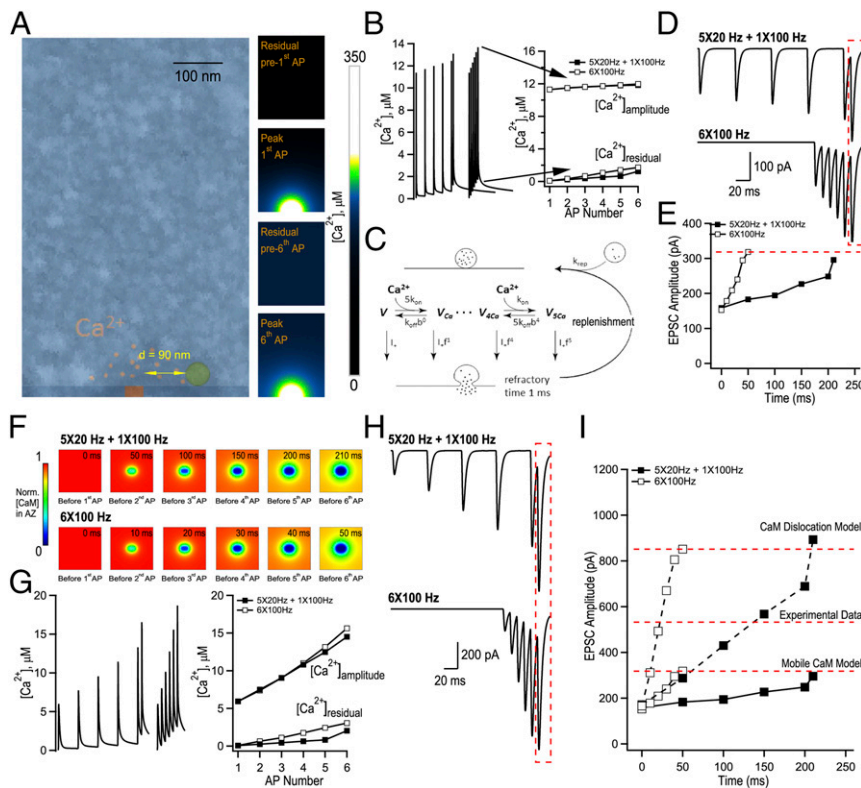 A
100 nm
Ca2+
d = 90 nm
Residual
pre-1st AP
Peak
1st AP
Residual
pre-6th AP
Peak
6th AP
350
[Ca2+], µM
0
B
[Ca2+], µM
14
12
10
8
6
4
2
0
[Ca2+], µM
16
14
12
10
8
6
4
2
0
5X20Hz + 1X100Hz
6X100Hz
[Ca2+]amplitude
[Ca2+]residual
1 2 3 4 5 6
AP Number
C
Ca2+ Ca2+
5kon kon
V VCa V4Ca V5Ca
koffb0 5koffb4
krep
replenishment
refractory
time 1 ms
D
5X20Hz + 1X100Hz
6X100 Hz
100 pA
20 ms
E
EPSC Amplitude (pA)
400
300
200
100
0
5X20Hz + 1X100Hz
6X100Hz
0 50 100 150 200 250
Time (ms)
F
5X20 Hz + 1X100 Hz
1
Norm.
[CaM]
in AZ
0
0 ms 50 ms 100 ms 150 ms 200 ms 210 ms
Before 1st AP Before 2nd AP Before 3rd AP Before 4th AP Before 5th AP Before 6th AP
6X100 Hz
0 ms 10 ms 20 ms 30 ms 40 ms 50 ms
Before 1st AP Before 2nd AP Before 3rd AP Before 4th AP Before 5th AP Before 6th AP
G
[Ca2+], µM
20
15
10
5
0
[Ca2+], µM
20
15
10
5
0
5X20Hz + 1X100Hz
6X100Hz
[Ca2+]amplitude
[Ca2+]residual
1 2 3 4 5 6
AP Number
H
5X20 Hz + 1X100 Hz
6X100 Hz
200 pA
20 ms
I
EPSC Amplitude (pA)
1200
1000
800
600
400
200
0
5X20Hz + 1X100Hz
6X100Hz
CaM Dislocation Model
Experimental Data
Mobile CaM Model
0 50 100 150 200
Time (ms)